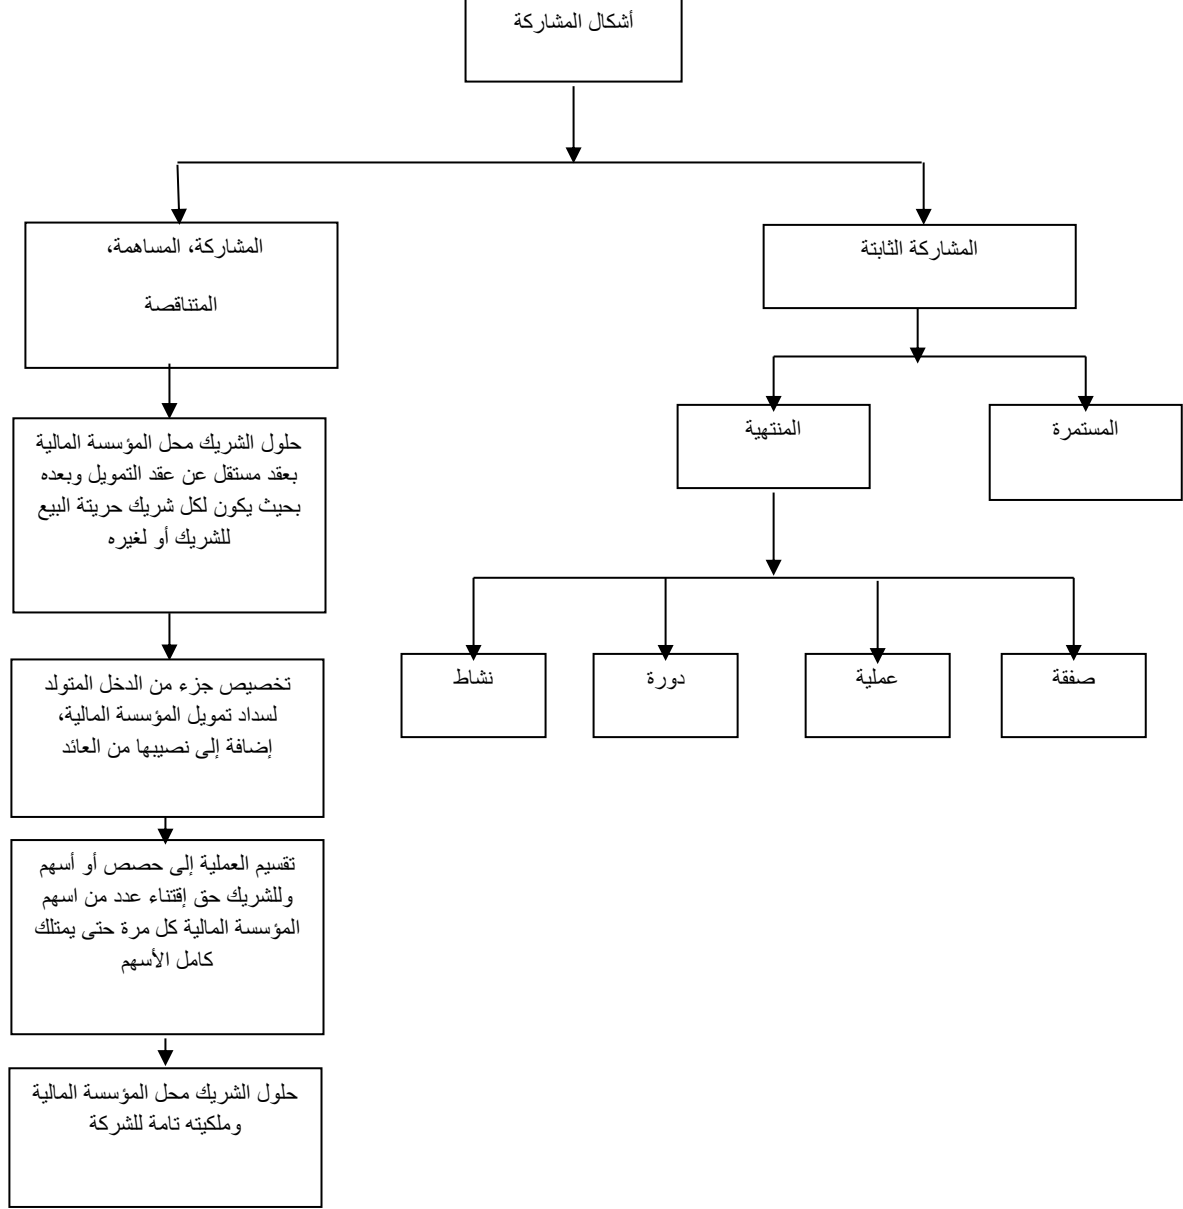 أشكال المشاركة
المشاركة الثابتة
المشاركة، المساهمة،
المتناقصة
المستمرة
المنتهية
صفقة
عملية
دورة
نشاط
حلول الشريك محل المؤسسة المالية
بعقد مستقل عن عقد التمويل وبعده
بحيث يكون لكل شريك حريتة البيع
للشريك أو لغيره
تخصيص جزء من الدخل المتولد
لسداد تمويل المؤسسة المالية،
إضافة إلى نصيبها من العائد
تقسيم العملية إلى حصص أو أسهم
وللشريك حق إقتناء عدد من اسهم
المؤسسة المالية كل مرة حتى يمتلك
كامل الأسهم
حلول الشريك محل المؤسسة المالية
وملكيته تامة للشركة